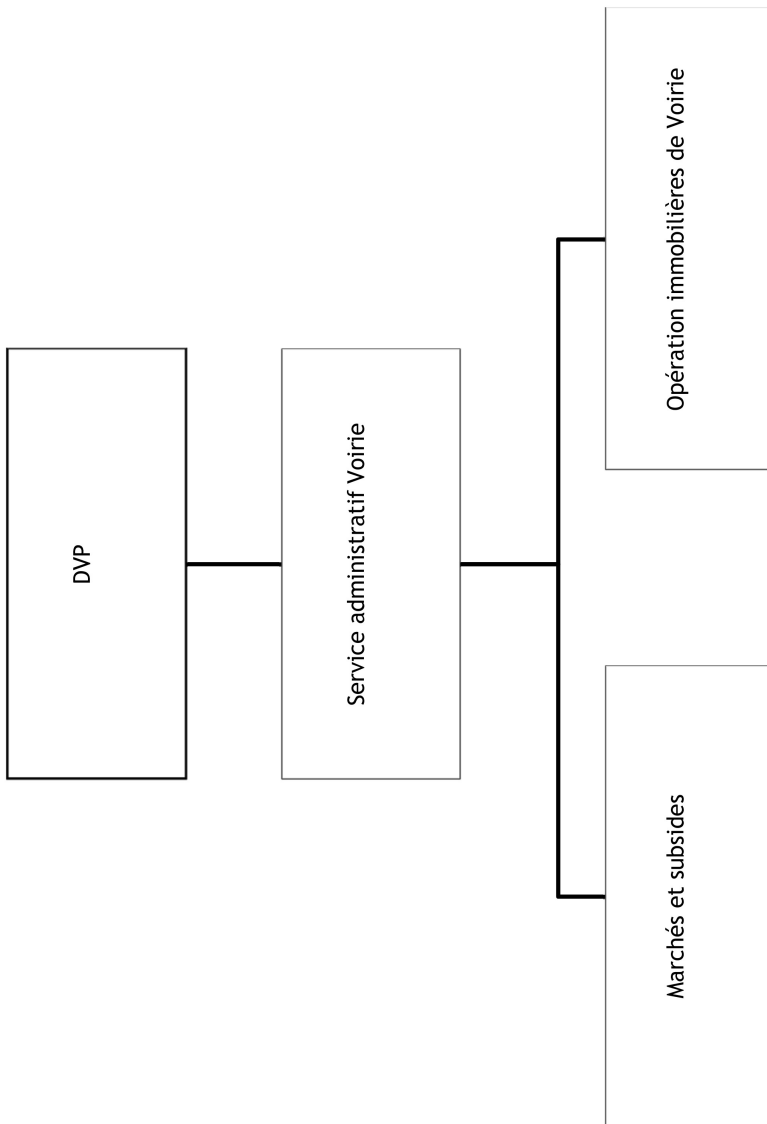 DVP
Service administratif Voirie
Marchés et subsides
Opération immobilières de Voirie